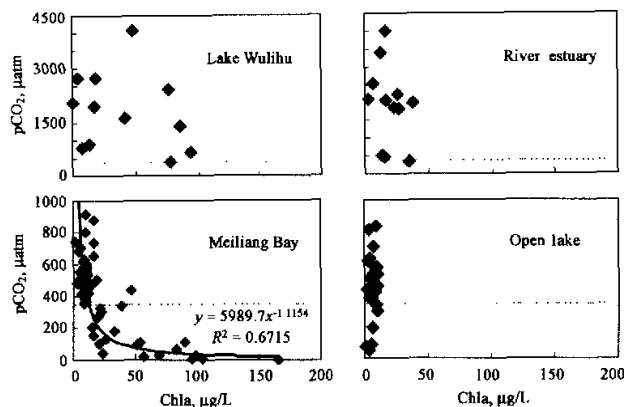 4500
3000
1500
0
pCO₂, μatm
Lake Wulihu
River estuary
1000
800
600
400
200
0
pCO₂, μatm
Meiliang Bay
y = 5989.7x⁻¹ ¹¹⁵⁴
R² = 0.6715
Open lake
0 50 100 150 200
0 50 100 150 200
Chla, μg/L
Chla, μg/L